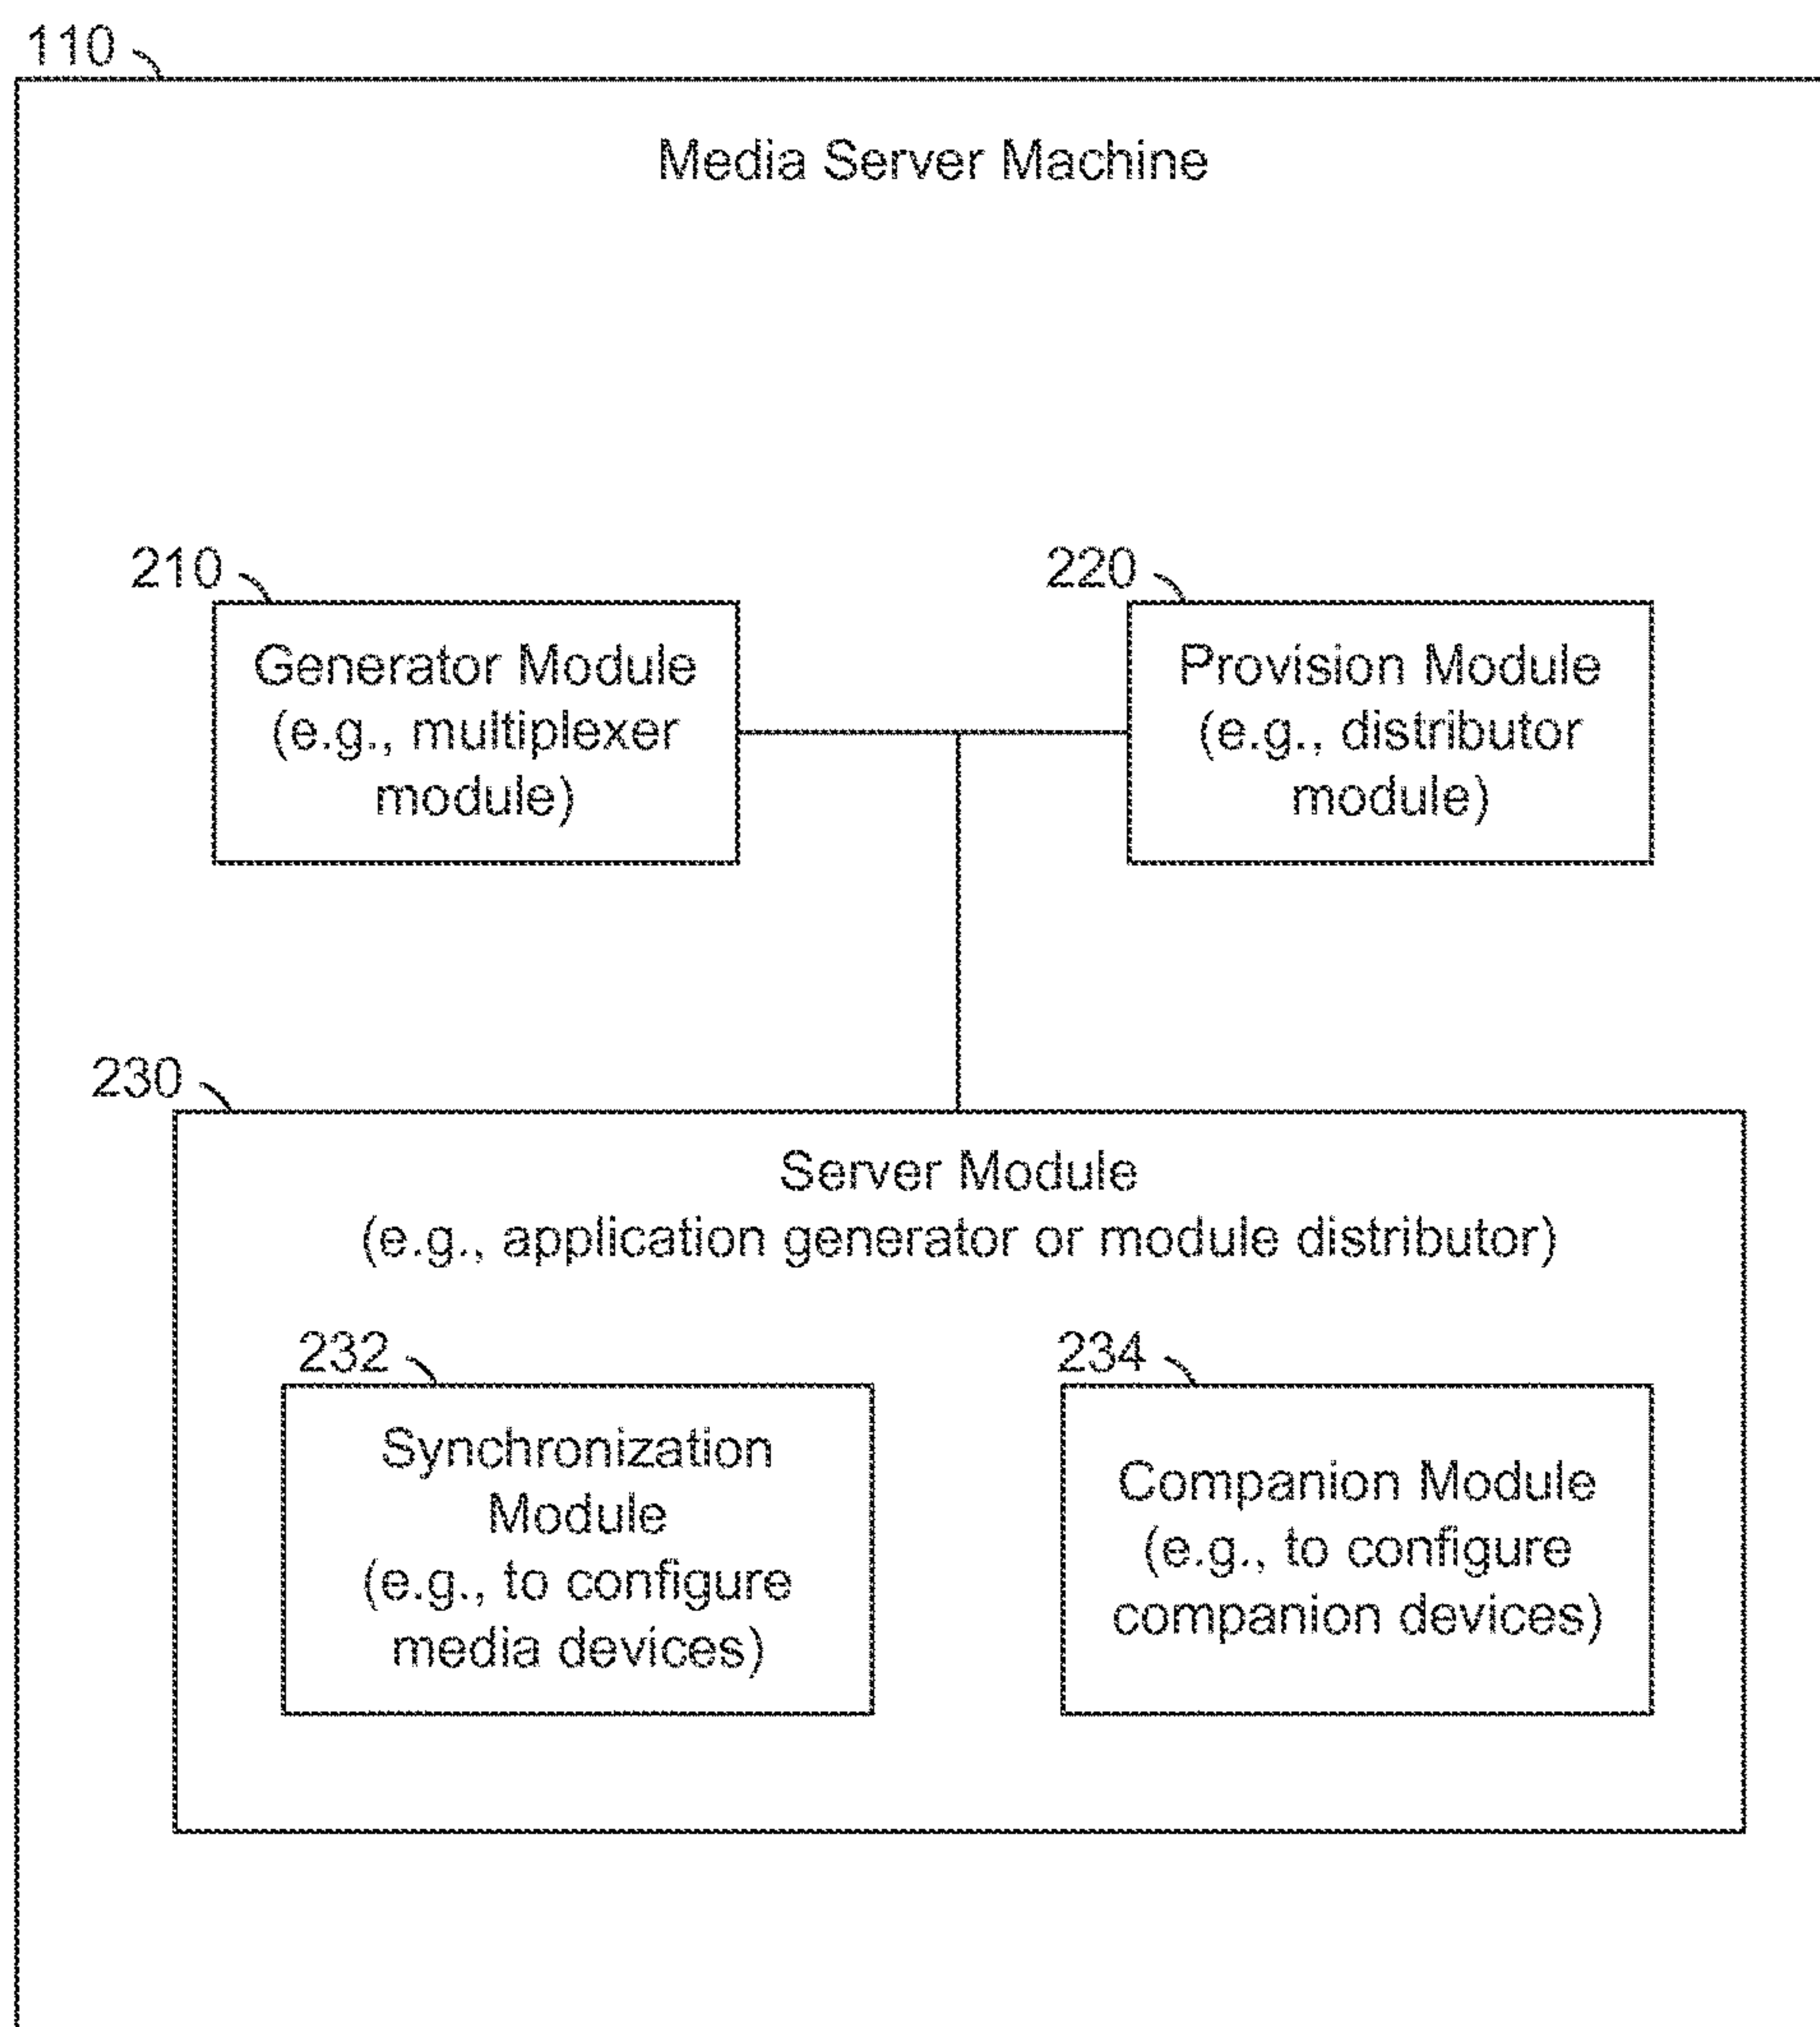 110
Media Server Machine
210
Generator Module
(e.g., multiplexer
module)
220
Provision Module
(e.g., distributor
module)
230
Server Module
(e.g., application generator or module distributor)
232
Synchronization
Module
(e.g., to configure
media devices)
234
Companion Module
(e.g., to configure
companion devices)